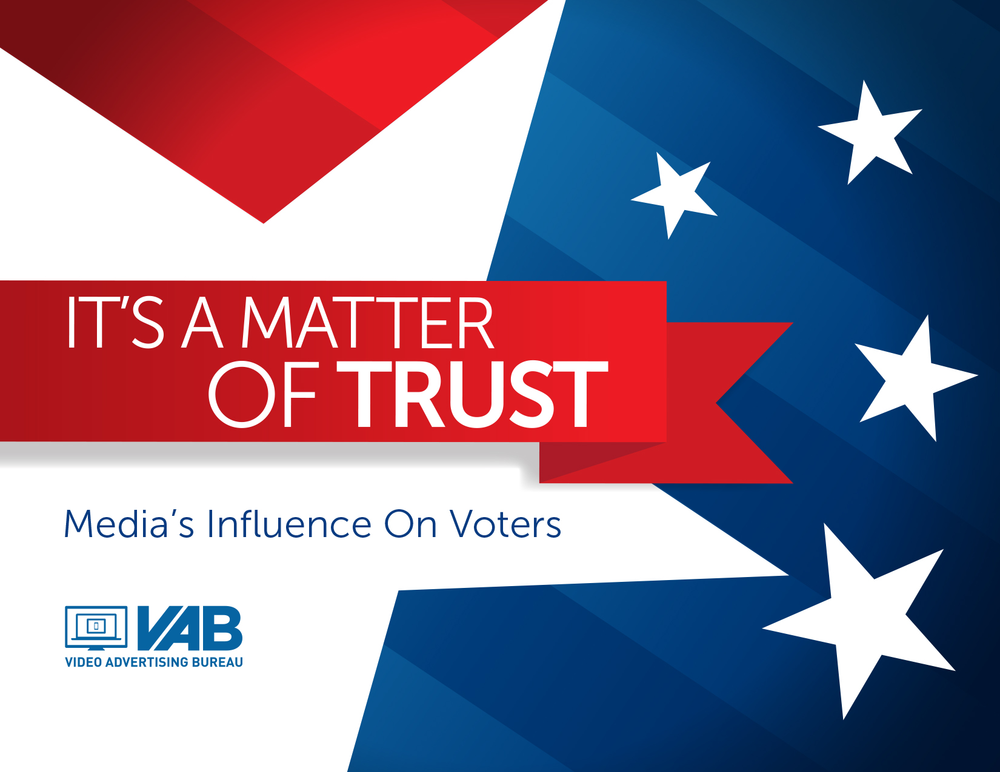 IT’S A MATTER
OF TRUST
Media’s Influence On Voters
VAB
VIDEO ADVERTISING BUREAU